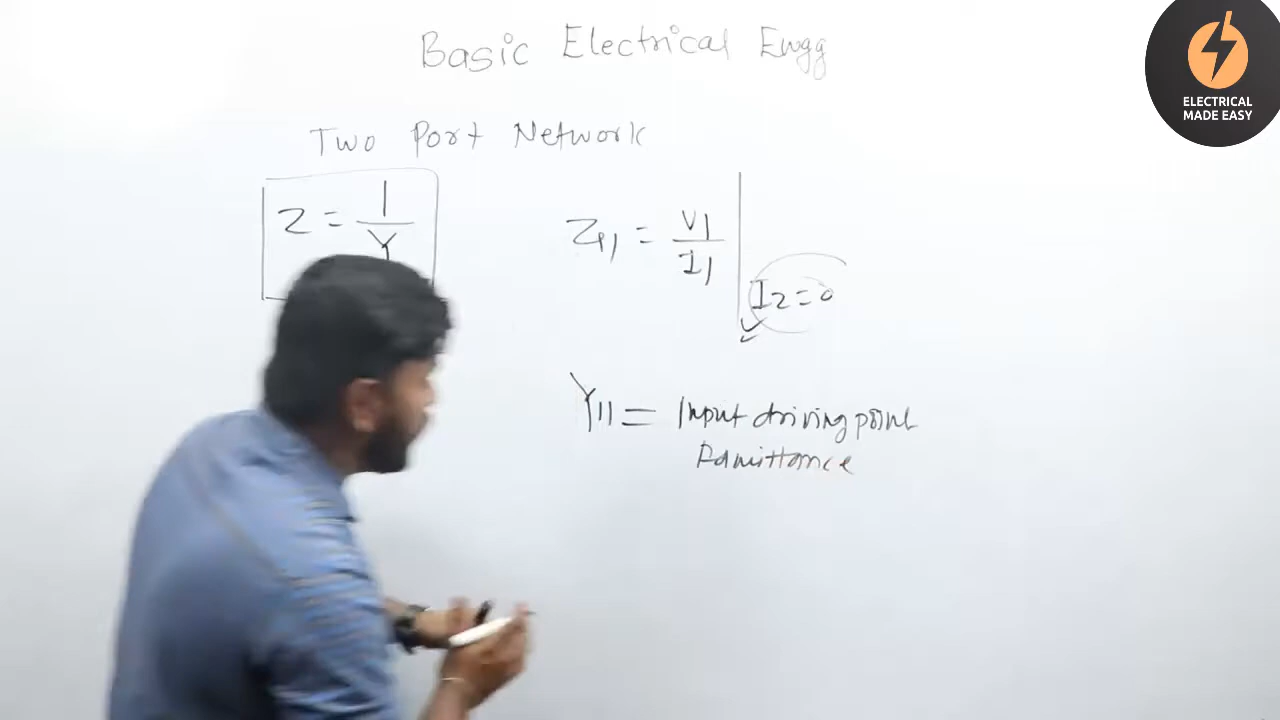 Basic Electrical Engg
ELECTRICAL
MADE EASY
Two Port Network
Z = 1/Y
Z11 = V1/I1 | I2=0
Y11 = Input driving point
Admittance